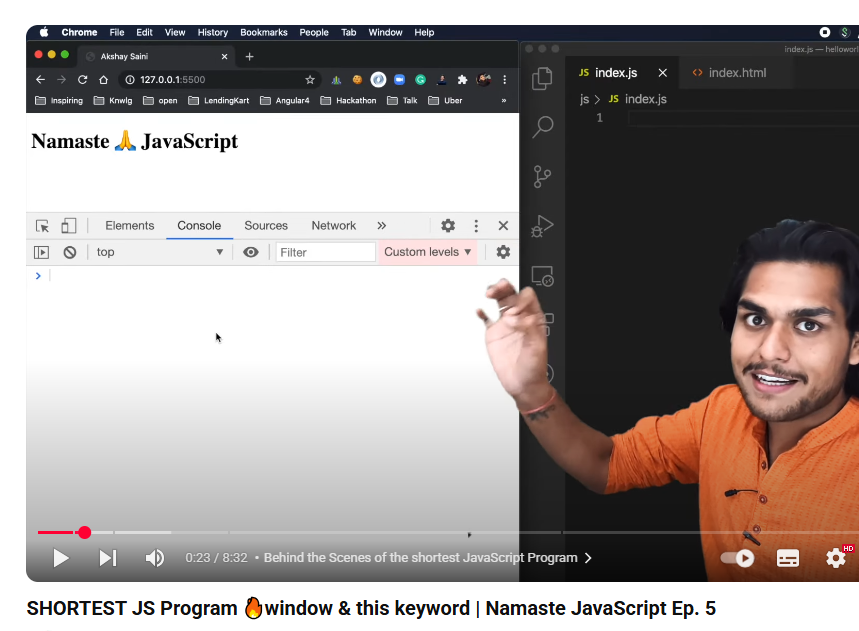 Chrome File Edit View History Bookmarks People Tab Window Help
Akshay Saini
index.js — hellowor
127.0.0.1:5500
JS index.js
<> index.html
Inspiring Knwlg open LendingKart Angular4 Hackathon Talk Uber »
js > JS index.js
1
Namaste 🙏 JavaScript
Elements Console Sources Network »
top Filter Custom levels ▼
>
0:23 / 8:32 • Behind the Scenes of the shortest JavaScript Program >
HD
SHORTEST JS Program 🔥window & this keyword | Namaste JavaScript Ep. 5